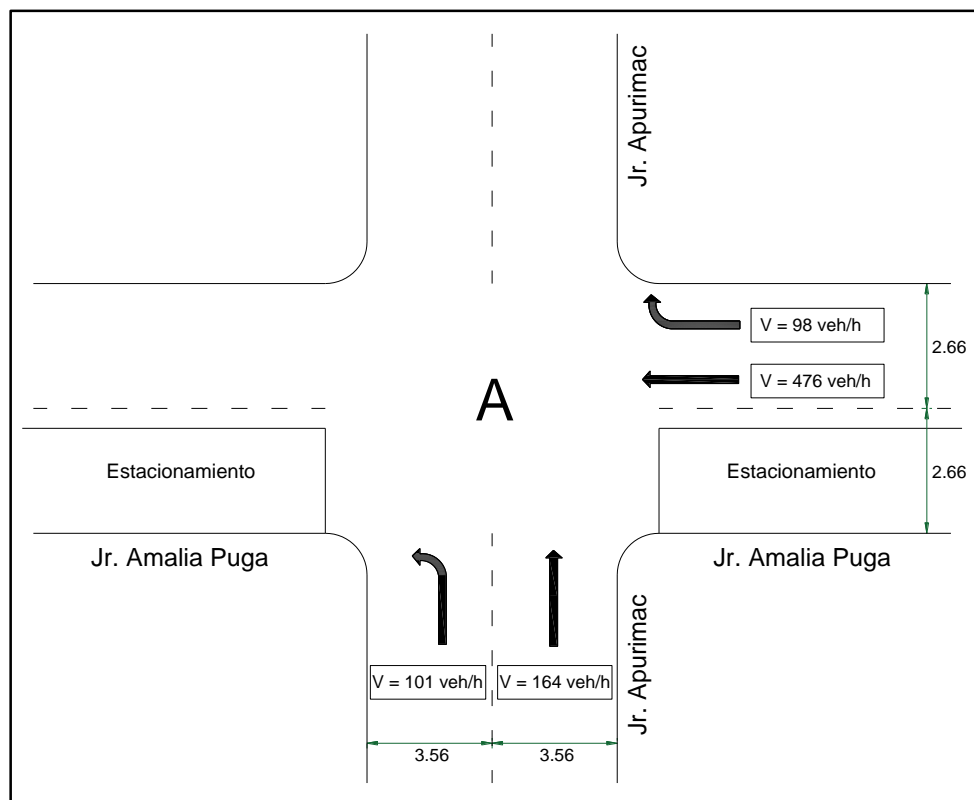 Jr. Apurimac
V = 98 veh/h
2.66
V = 476 veh/h
A
Estacionamiento
Estacionamiento
2.66
Jr. Amalia Puga
Jr. Amalia Puga
Jr. Apurimac
V = 101 veh/h
V = 164 veh/h
3.56
3.56